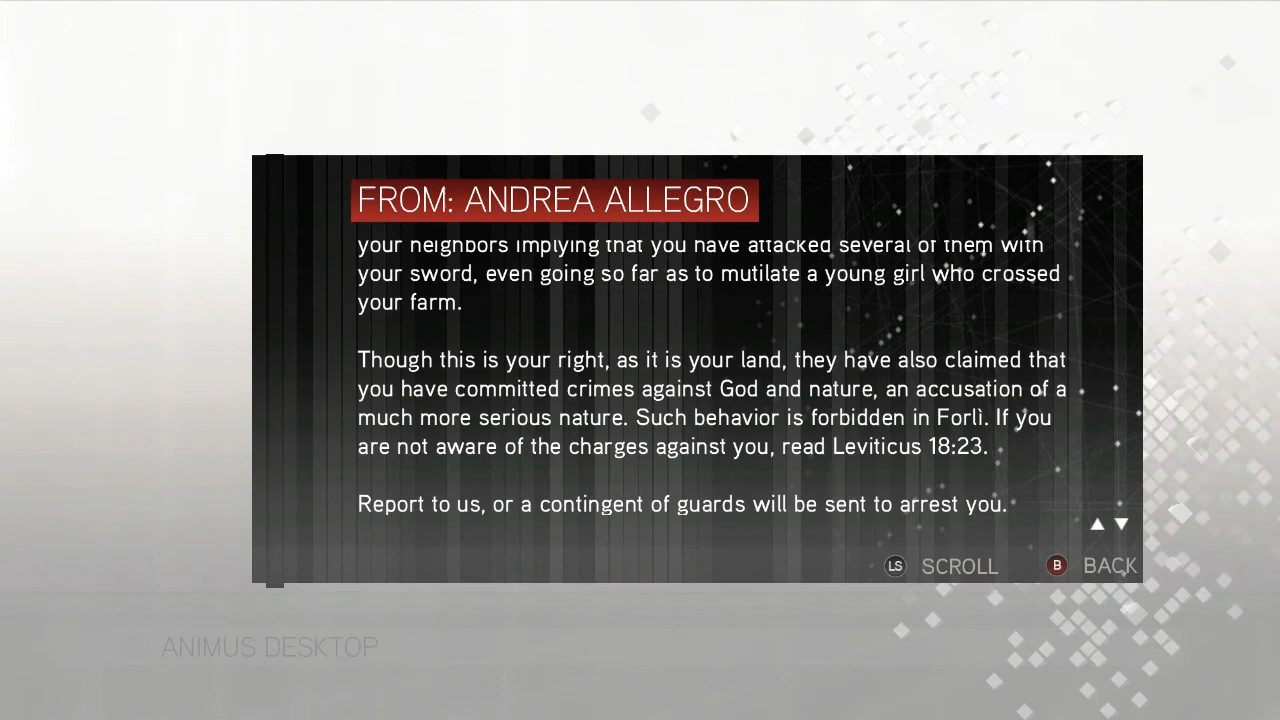 FROM: ANDREA ALLEGRO
your neighbors implying that you have attacked several of them with
your sword, even going so far as to mutilate a young girl who crossed
your farm.
Though this is your right, as it is your land, they have also claimed that
you have committed crimes against God and nature, an accusation of a
much more serious nature. Such behavior is forbidden in Forlì. If you
are not aware of the charges against you, read Leviticus 18:23.
Report to us, or a contingent of guards will be sent to arrest you.
LS SCROLL B BACK
ANIMUS DESKTOP